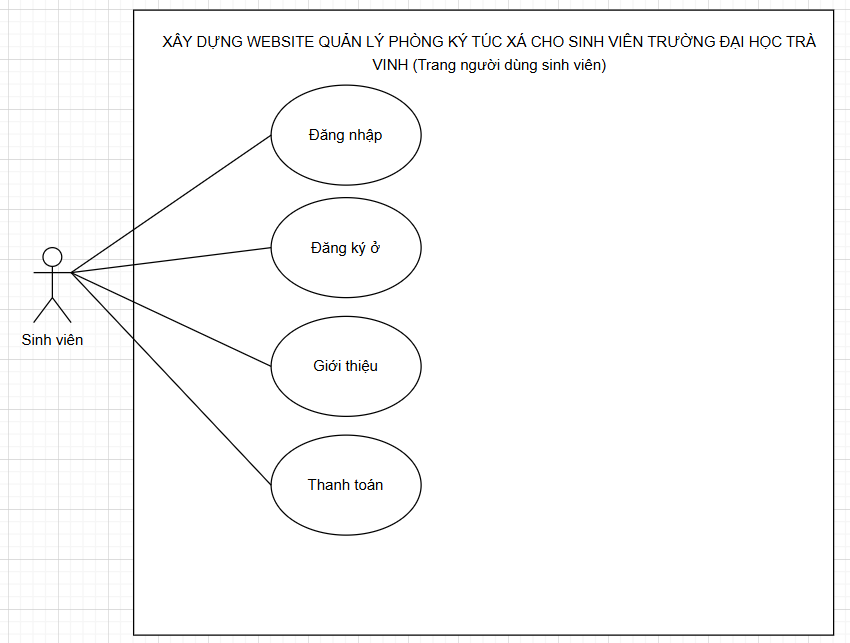 XÂY DỰNG WEBSITE QUẢN LÝ PHÒNG KÝ TÚC XÁ CHO SINH VIÊN TRƯỜNG ĐẠI HỌC TRÀ
VINH (Trang người dùng sinh viên)
Đăng nhập
Đăng ký ở
Giới thiệu
Thanh toán
Sinh viên